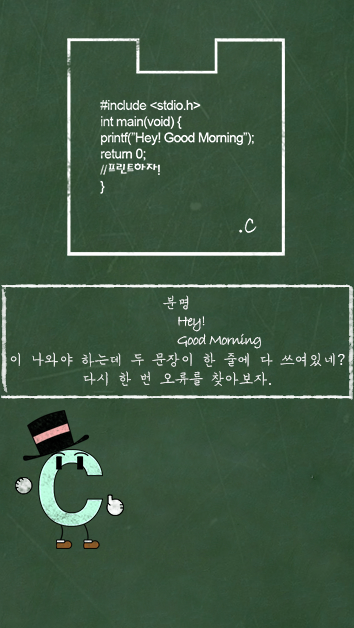 #include <stdio.h>
int main(void) {
printf("Hey! Good Morning");
return 0;
//프린트하자!
}
.C
분명
Hey!
Good Morning
이 나와야 하는데 두 문장이 한 줄에 다 쓰여있네?
다시 한 번 오류를 찾아보자.